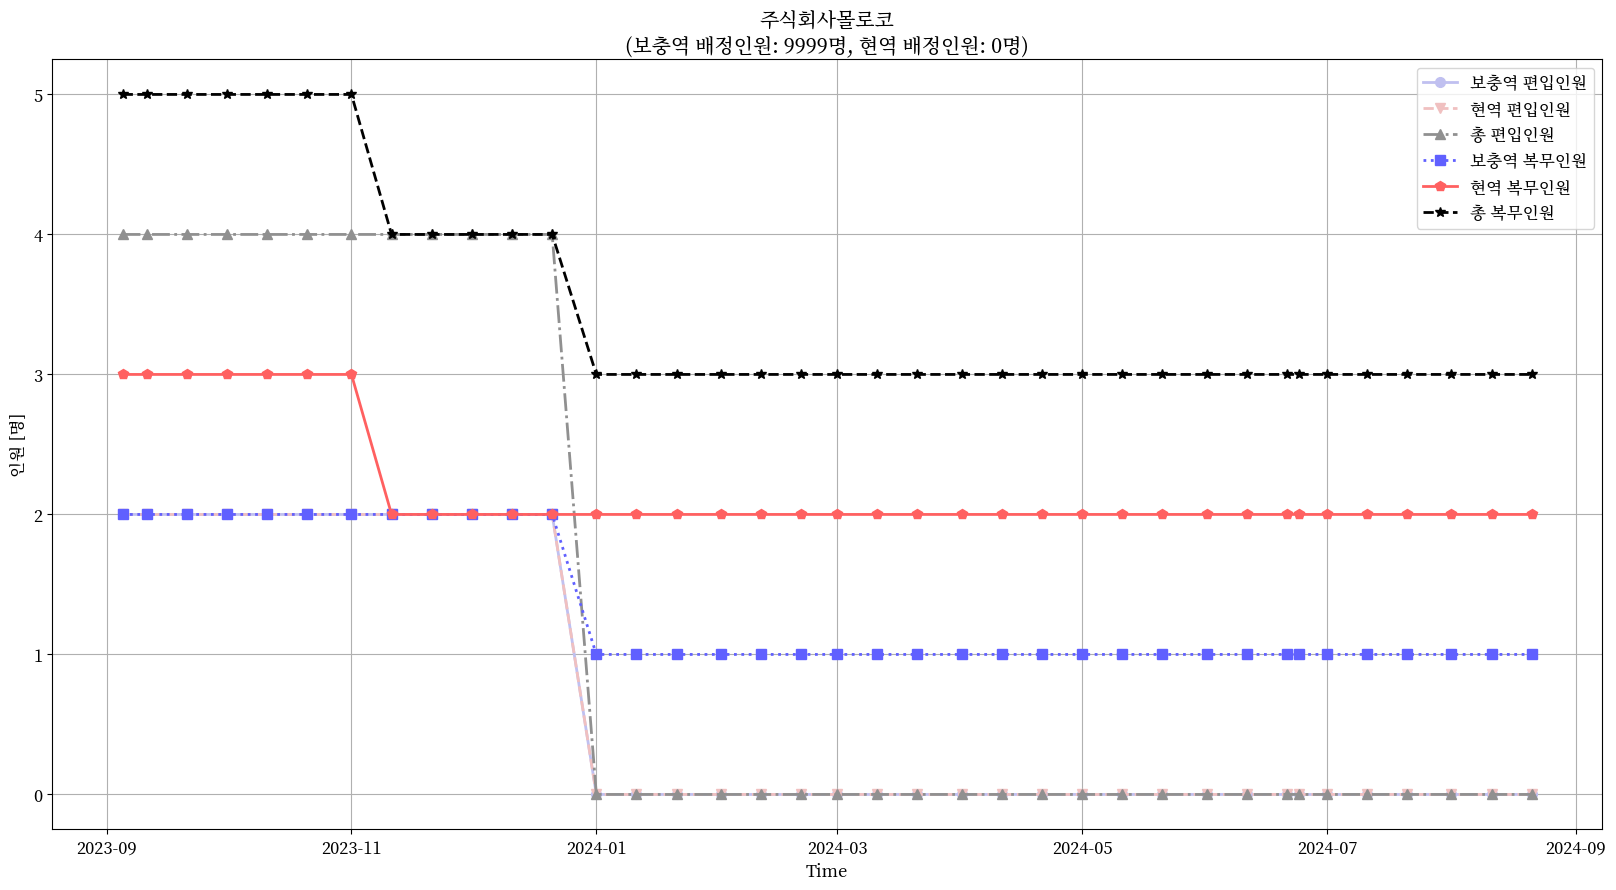 주식회사몰로코
(보충역 배정인원: 9999명, 현역 배정인원: 0명)
보충역 편입인원
현역 편입인원
총 편입인원
보충역 복무인원
현역 복무인원
총 복무인원
인원 [명]
5
4
3
2
1
0
2023-09
2023-11
2024-01
2024-03
2024-05
2024-07
2024-09
Time